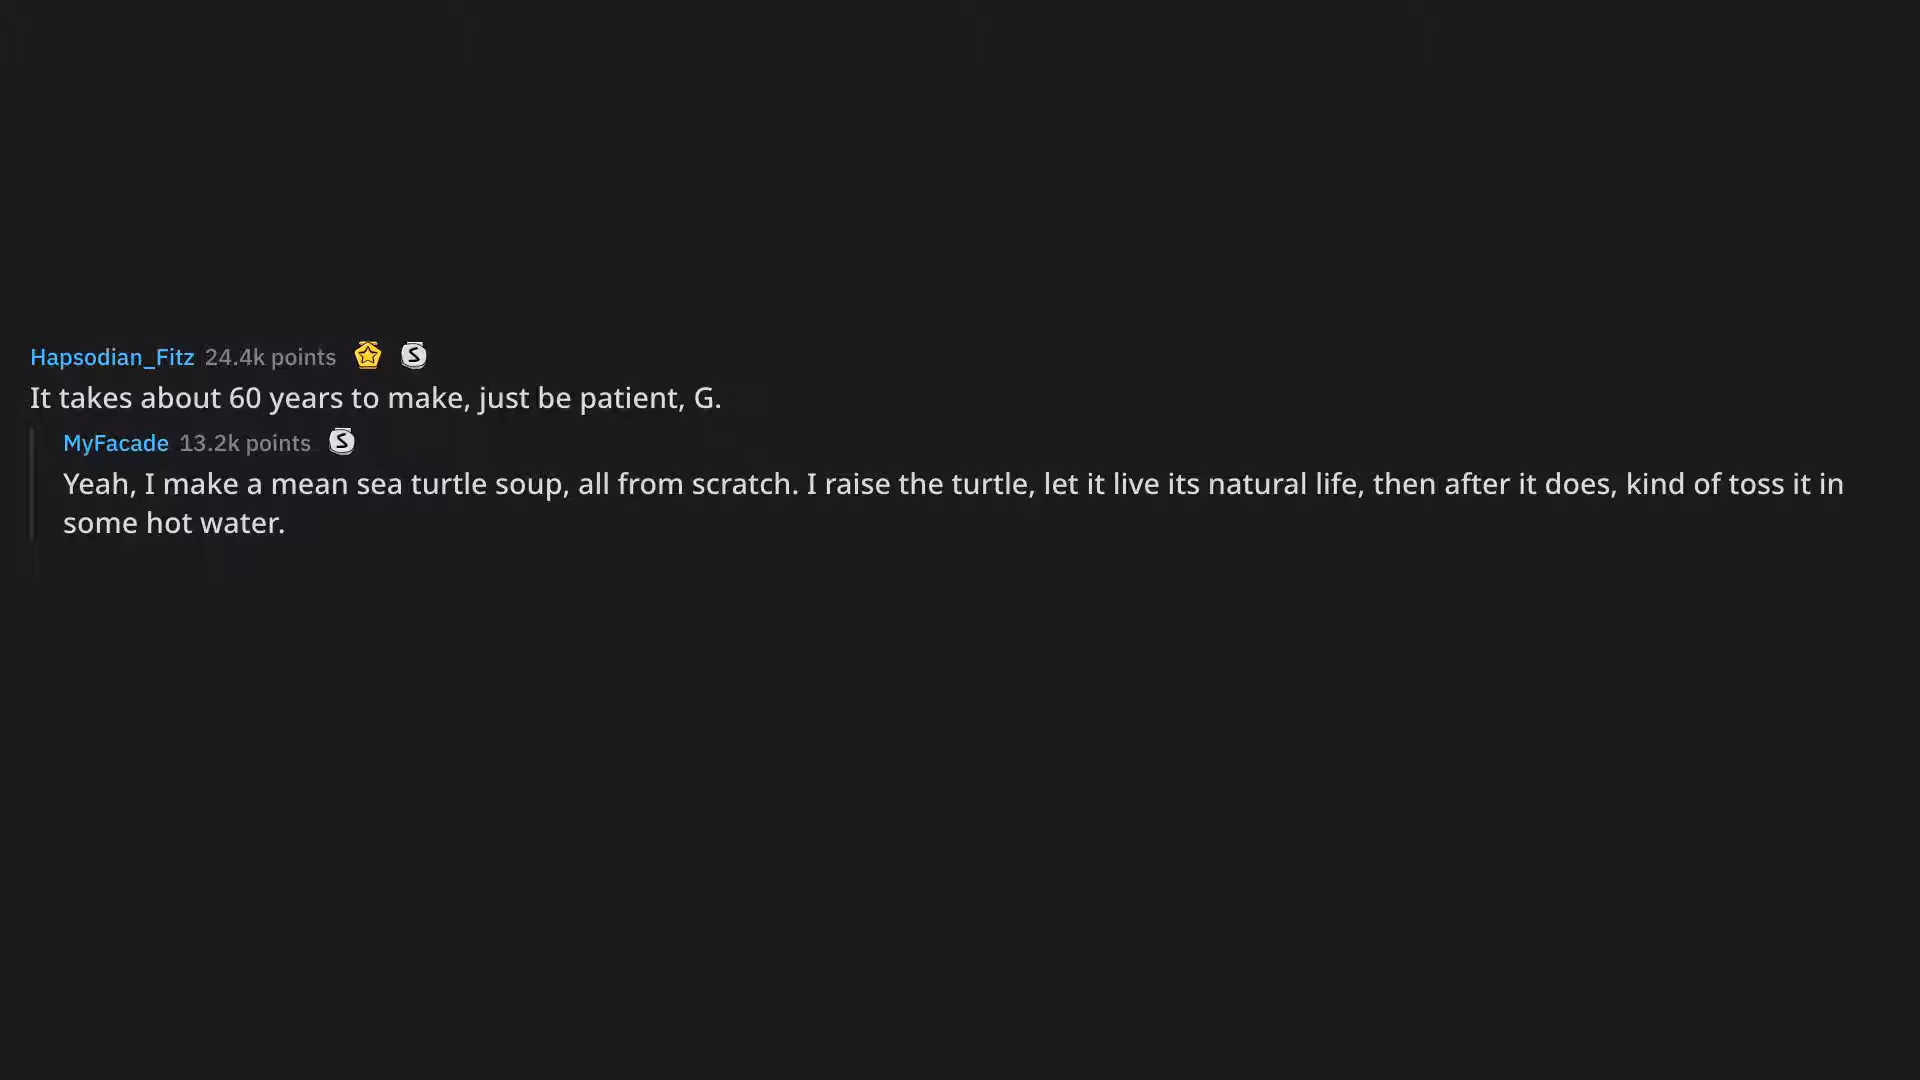 Hapsodian_Fitz 24.4k points
It takes about 60 years to make, just be patient, G.
MyFacade 13.2k points
Yeah, I make a mean sea turtle soup, all from scratch. I raise the turtle, let it live its natural life, then after it does, kind of toss it in
some hot water.